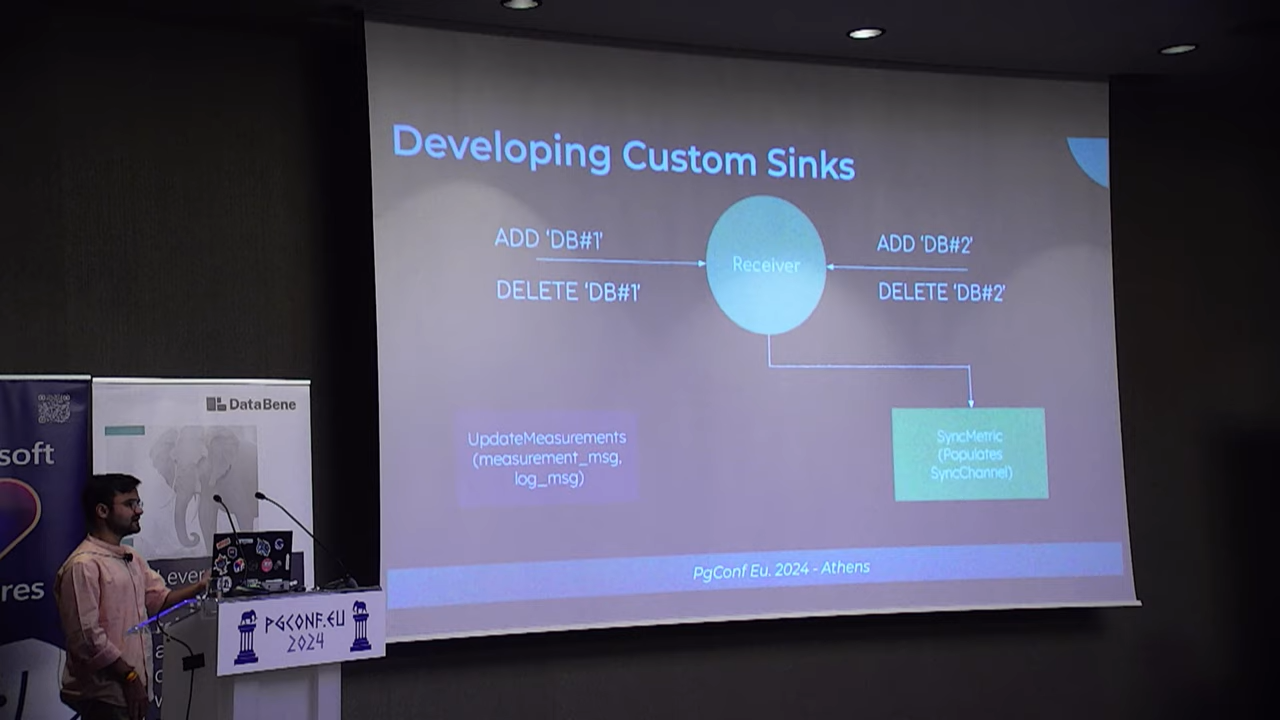 Developing Custom Sinks
ADD 'DB#1'
DELETE 'DB#1'
Receiver
ADD 'DB#2'
DELETE 'DB#2'
UpdateMeasurements
(measurement_msg,
log_msg)
SyncMetric
(Populates
SyncChannel)
PgConf Eu. 2024 - Athens
DataBene
soft
res
ever
PGCONF.EU
2024